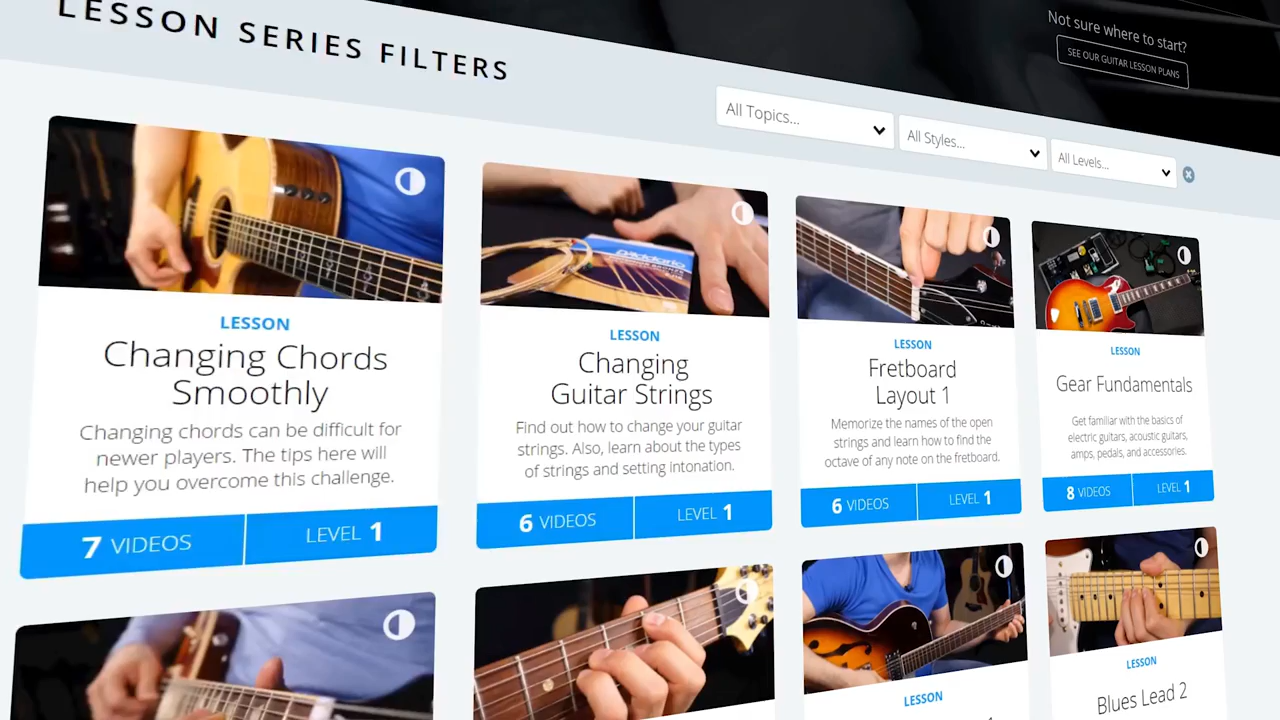 LESSON SERIES FILTERS
Not sure where to start?
SEE OUR GUITAR LESSON PLANS
All Topics...
All Styles...
All Levels...
D'Addario
LESSON
Changing Chords
Smoothly
Changing chords can be difficult for
newer players. The tips here will
help you overcome this challenge.
7 VIDEOS
LEVEL 1
LESSON
Changing
Guitar Strings
Find out how to change your guitar
strings. Also, learn about the types
of strings and setting intonation.
6 VIDEOS
LEVEL 1
LESSON
Fretboard
Layout 1
Memorize the names of the open
strings and learn how to find the
octave of any note on the fretboard.
6 VIDEOS
LEVEL 1
LESSON
Gear Fundamentals
Get familiar with the basics of
electric guitars, acoustic guitars,
amps, pedals, and accessories.
8 VIDEOS
LEVEL 1
LESSON
LESSON
Blues Lead 2